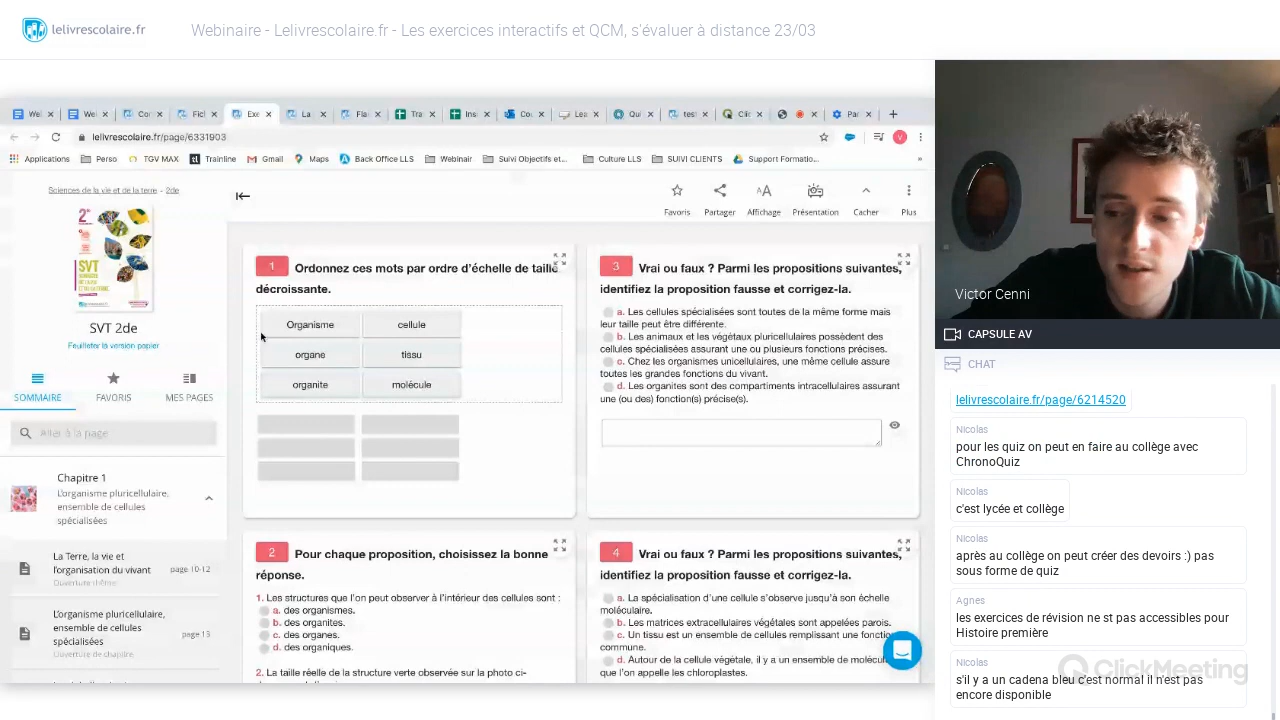 lelivrescolaire.fr
Webinaire - Lelivrescolaire.fr - Les exercices interactifs et QCM, s'évaluer à distance 23/03
lelivrescolaire.fr/page/6331903
Applications Perso TGV MAX Trainline Gmail Maps Back Office LLS Webinar Suivi Objectifs et... Culture LLS SUIVI CLIENTS Support Formatio... »
Sciences de la vie et de la terre - 2de
SVT
SVT 2de
Feuilleter la version papier
SOMMAIRE FAVORIS MES PAGES
Aller à la page
Chapitre 1
L'organisme pluricellulaire,
ensemble de cellules
spécialisées
La Terre, la vie et
l'organisation du vivant page 10-12
Ouverture thème
L'organisme pluricellulaire,
ensemble de cellules
spécialisées page 13
Ouverture de chapitre
Favoris Partager Affichage Présentation Cacher Plus
1 Ordonnez ces mots par ordre d'échelle de taille
décroissante.
Organisme cellule
organe tissu
organite molécule
3 Vrai ou faux ? Parmi les propositions suivantes,
identifiez la proposition fausse et corrigez-la.
a. Les cellules spécialisées sont toutes de la même forme mais
leur taille peut être différente.
b. Les animaux et les végétaux pluricellulaires possèdent des
cellules spécialisées assurant une ou plusieurs fonctions précises.
c. Chez les organismes unicellulaires, une même cellule assure
toutes les grandes fonctions du vivant.
d. Les organites sont des compartiments intracellulaires assurant
une (ou des) fonction(s) précise(s).
2 Pour chaque proposition, choisissez la bonne
réponse.
1. Les structures que l'on peut observer à l'intérieur des cellules sont :
a. des organismes.
b. des organites.
c. des organes.
d. des organiques.
2. La taille réelle de la structure verte observée sur la photo ci-
4 Vrai ou faux ? Parmi les propositions suivantes,
identifiez la proposition fausse et corrigez-la.
a. La spécialisation d'une cellule s'observe jusqu'à son échelle
moléculaire.
b. Les matrices extracellulaires végétales sont appelées parois.
c. Un tissu est un ensemble de cellules remplissant une fonction
commune.
d. Autour de la cellule végétale, il y a un ensemble de molécules
que l'on appelle les chloroplastes.
Victor Cenni
CAPSULE AV
CHAT
lelivrescolaire.fr/page/6214520
Nicolas
pour les quiz on peut en faire au collège avec
ChronoQuiz
Nicolas
c'est lycée et collège
Nicolas
après au collège on peut créer des devoirs :) pas
sous forme de quiz
Agnes
les exercices de révision ne st pas accessibles pour
Histoire première
Nicolas
s'il y a un cadena bleu c'est normal il n'est pas
encore disponible
ClickMeeting